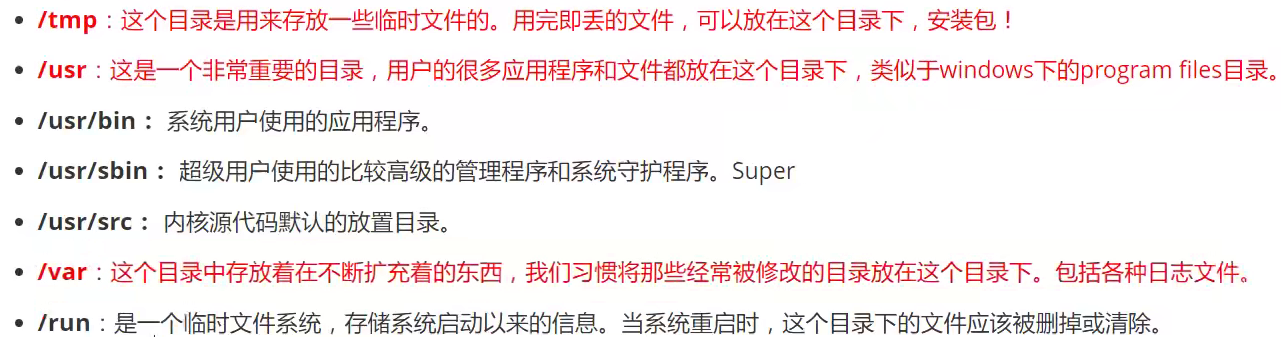 /tmp：这个目录是用来存放一些临时文件的。用完即丢的文件，可以放在这个目录下，安装包！
/usr：这是一个非常重要的目录，用户的很多应用程序和文件都放在这个目录下，类似于windows下的program files目录。
/usr/bin： 系统用户使用的应用程序。
/usr/sbin： 超级用户使用的比较高级的管理程序和系统守护程序。Super
/usr/src： 内核源代码默认的放置目录。
/var：这个目录中存放着在不断扩充着的东西，我们习惯将那些经常被修改的目录放在这个目录下。包括各种日志文件。
/run：是一个临时文件系统，存储系统启动以来的信息。当系统重启时，这个目录下的文件应该被删掉或清除。